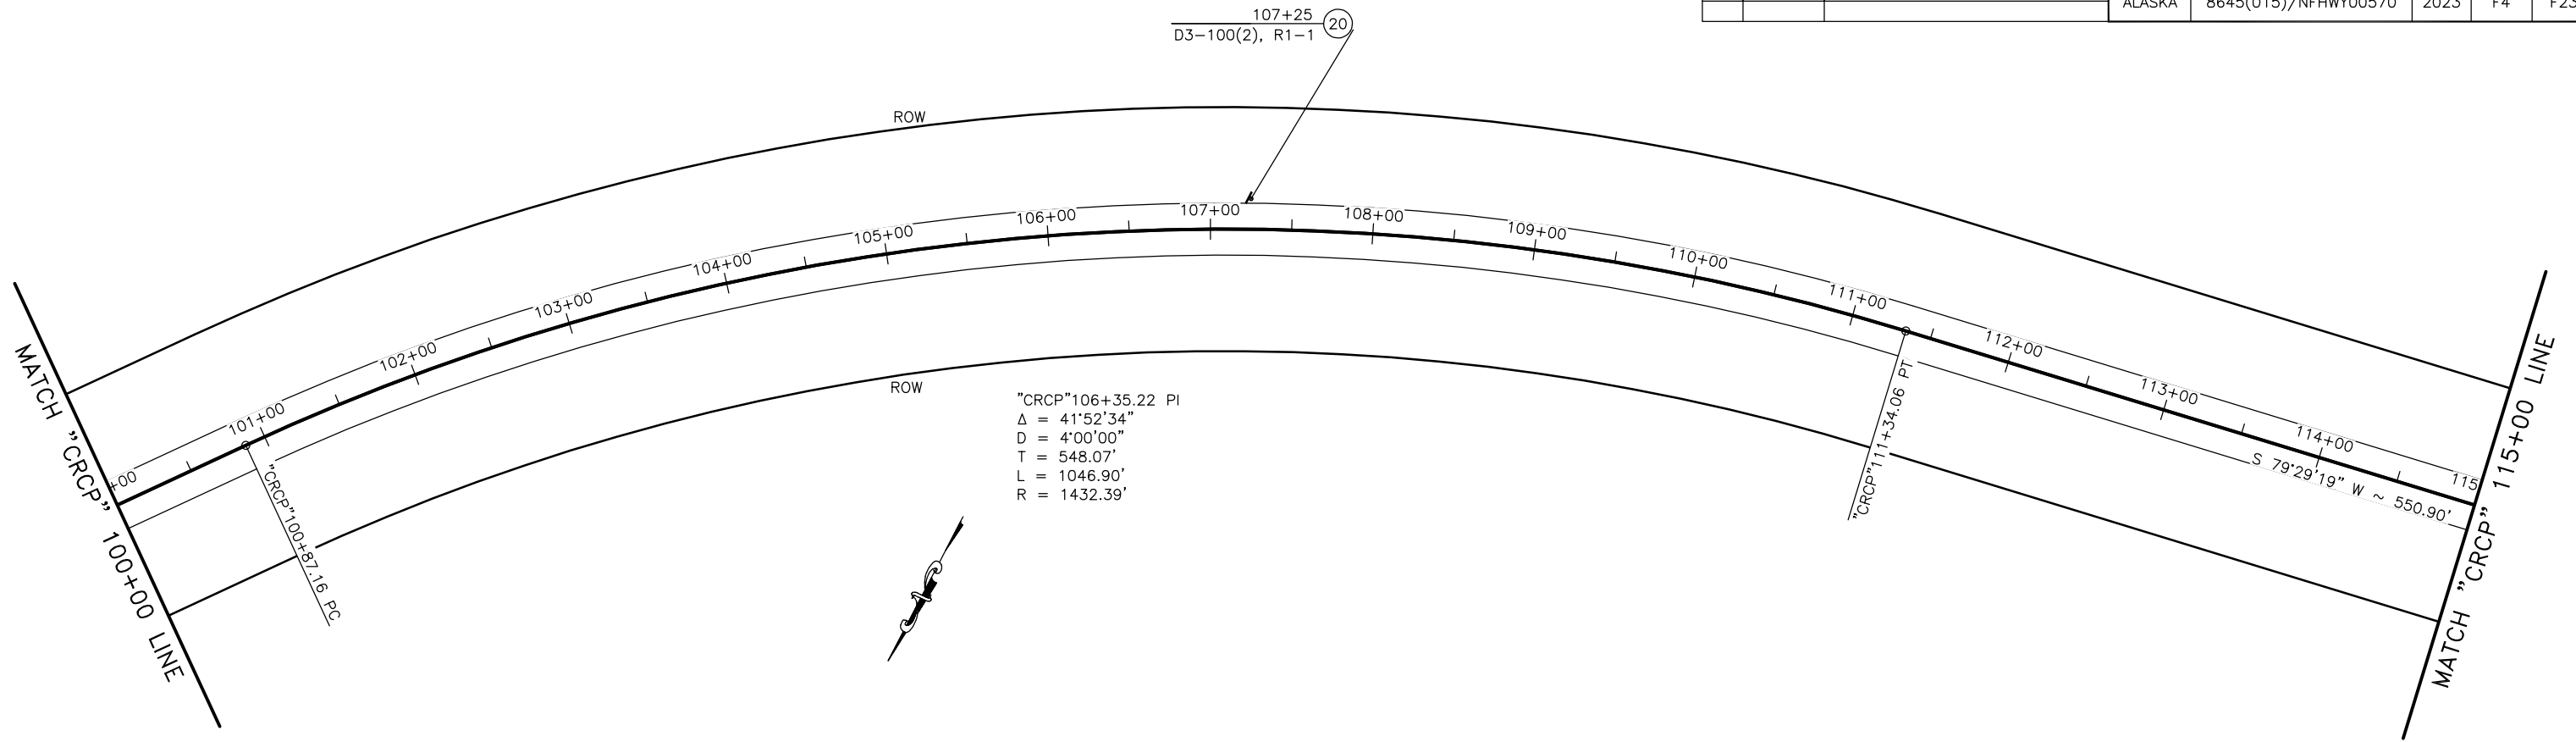 107+25
D3-100(2), R1-1
20
ALASKA 8645(015)/NFHWY00570 2023 F4 F23
ROW
+00
101+00
102+00
103+00
104+00
105+00
106+00
107+00
108+00
109+00
110+00
111+00
112+00
113+00
114+00
115
ROW
"CRCP"106+35.22 PI
Δ = 41°52'34"
D = 4°00'00"
T = 548.07'
L = 1046.90'
R = 1432.39'
"CRCP"100+87.16 PC
"CRCP"111+34.06 PT
S 79°29'19" W ~ 550.90'
MATCH "CRCP" 100+00 LINE
MATCH "CRCP" 115+00 LINE